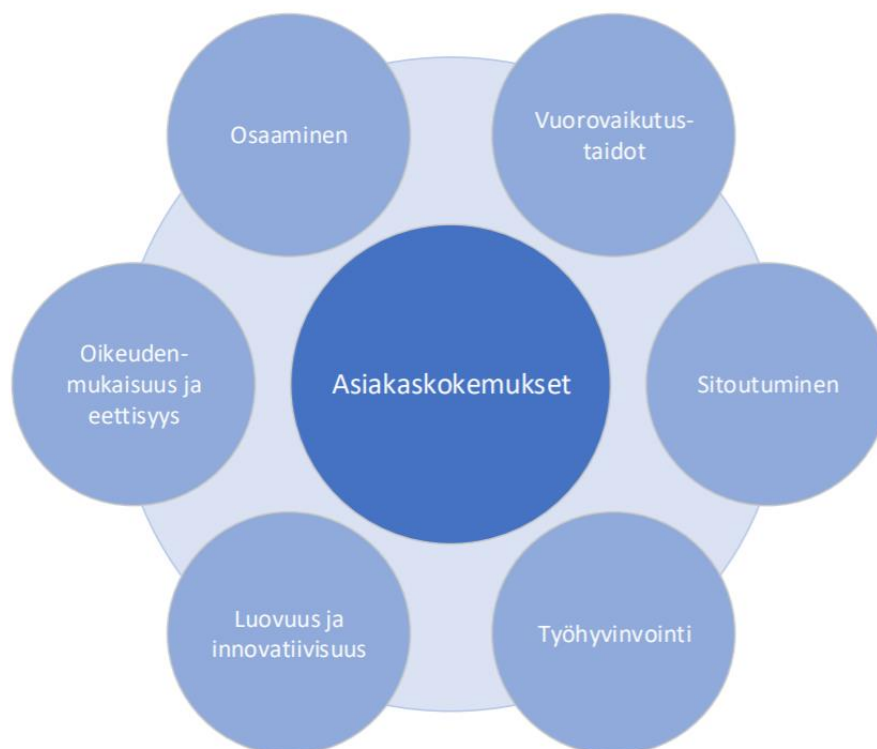 Osaaminen
Vuorovaikutus-
taidot
Oikeuden-
mukaisuus ja
eettisyys
Asiakaskokemukset
Sitoutuminen
Luovuus ja
innovatiivisuus
Työhyvinvointi